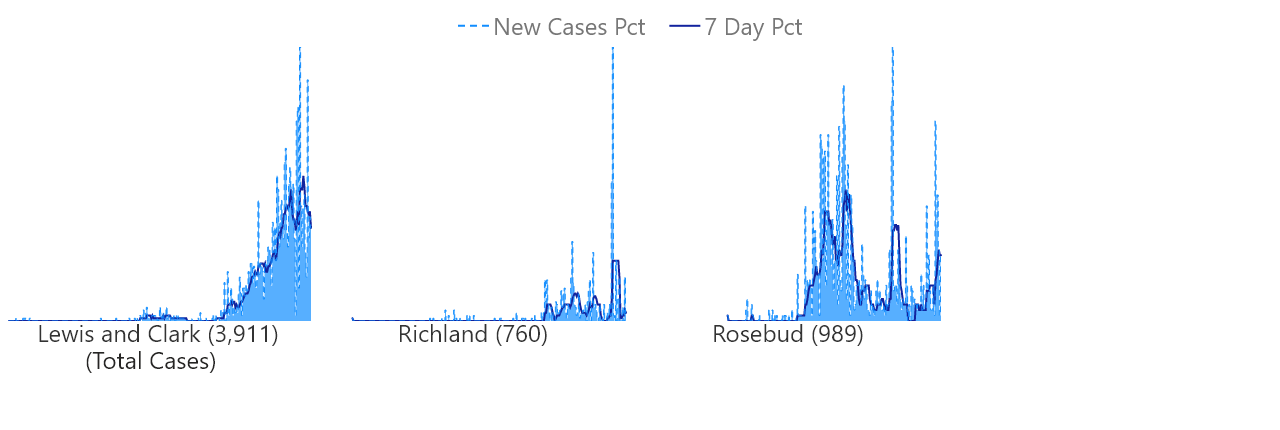 New Cases Pct 7 Day Pct
Lewis and Clark (3,911) Richland (760) Rosebud (989)
(Total Cases)